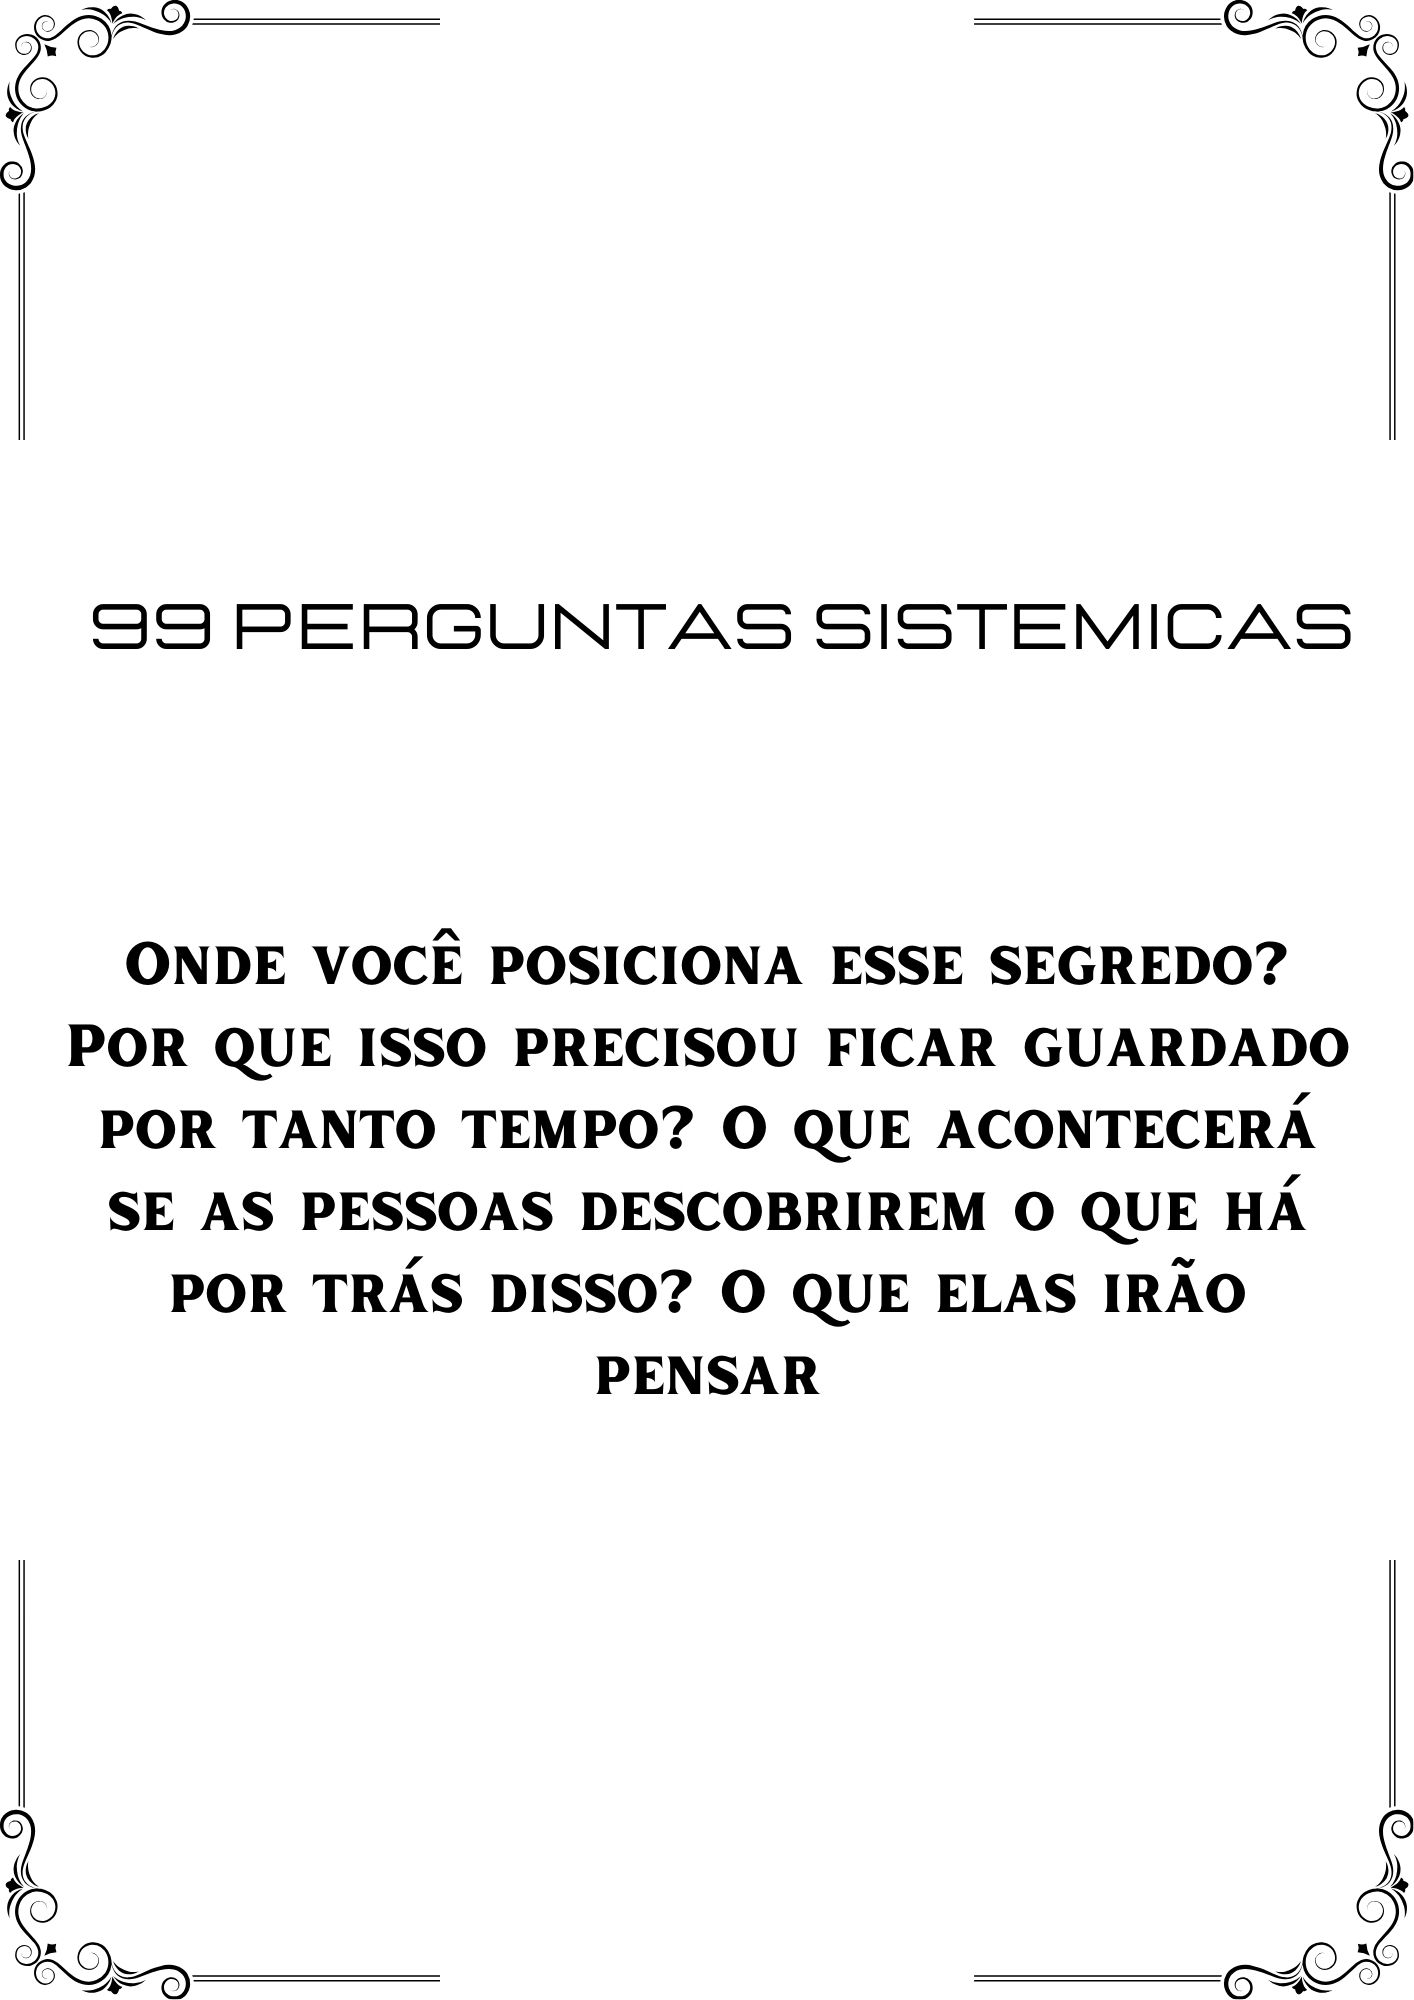 99 PERGUNTAS SISTEMICAS
Onde você posiciona esse segredo?
Por que isso precisou ficar guardado
por tanto tempo? O que acontecerá
se as pessoas descobrirem o que há
por trás disso? O que elas irão
pensar